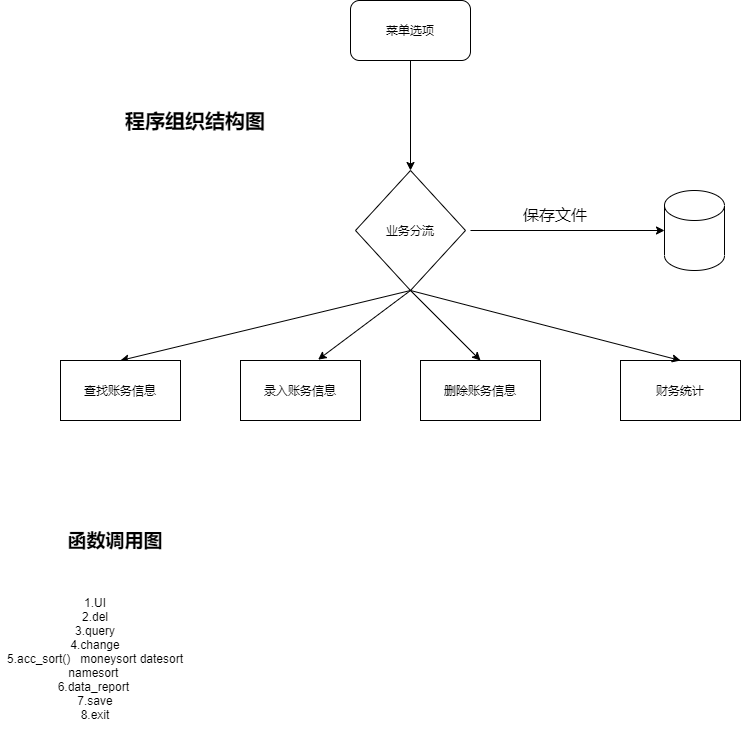 菜单选项
程序组织结构图
保存文件
业务分流
查找账务信息
录入账务信息
删除账务信息
财务统计
函数调用图
1.UI
2.del
3.query
4.change
5.acc_sort()   moneysort datesort
namesort
6.data_report
7.save
8.exit